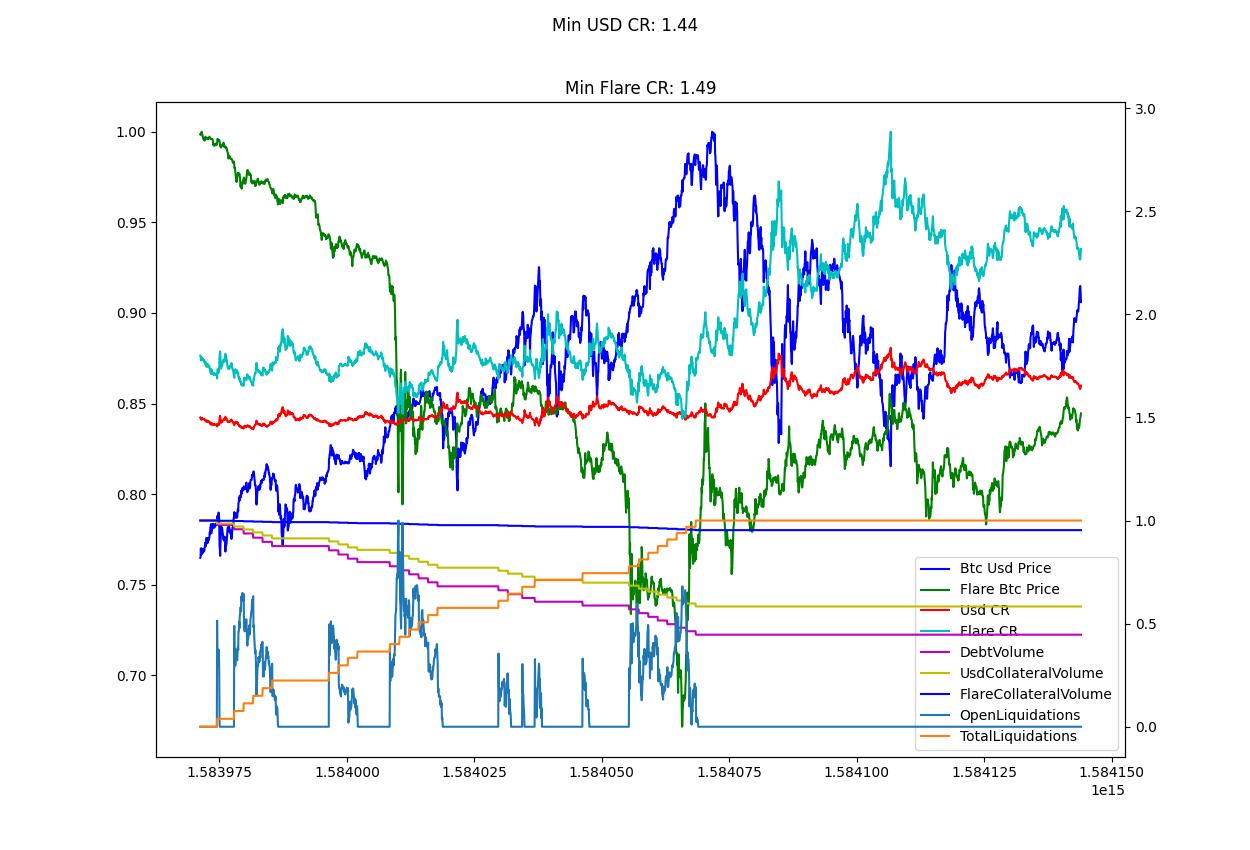 Min USD CR: 1.44
Min Flare CR: 1.49
1.00
0.95
0.90
0.85
0.80
0.75
0.70
3.0
2.5
2.0
1.5
1.0
0.5
0.0
Btc Usd Price
Flare Btc Price
Usd CR
Flare CR
DebtVolume
UsdCollateralVolume
FlareCollateralVolume
OpenLiquidations
TotalLiquidations
1.583975 1.584000 1.584025 1.584050 1.584075 1.584100 1.584125 1.584150
1e15